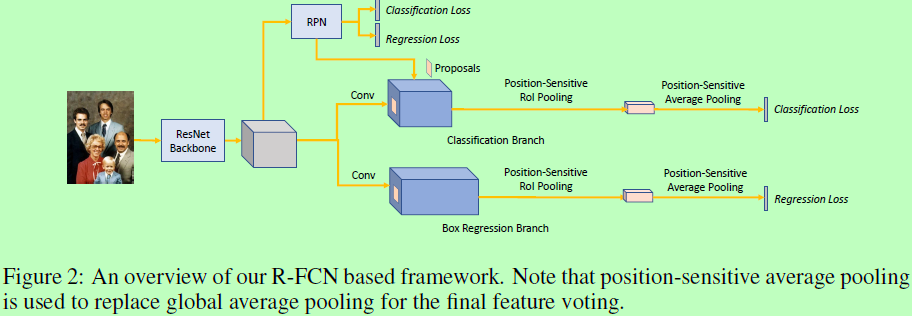 Classification Loss
RPN
Regression Loss
Proposals
Conv
Position-Sensitive
RoI Pooling
Position-Sensitive
Average Pooling
Classification Loss
ResNet
Backbone
Classification Branch
Conv
Position-Sensitive
RoI Pooling
Position-Sensitive
Average Pooling
Regression Loss
Box Regression Branch
Figure 2: An overview of our R-FCN based framework. Note that position-sensitive average pooling
is used to replace global average pooling for the final feature voting.